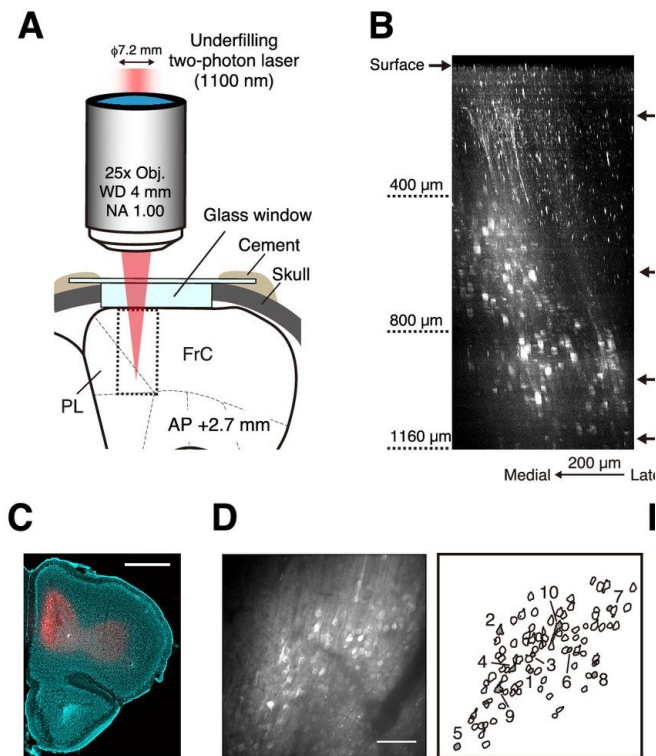 A
ϕ7.2 mm
Underfilling
two-photon laser
(1100 nm)
25x Obj.
WD 4 mm
NA 1.00
Glass window
Cement
Skull
FrC
PL
AP +2.7 mm
B
Surface
400 µm
800 µm
1160 µm
200 µm
Medial
Late
C
D
10
7
2
4
3
1
6
8
9
5